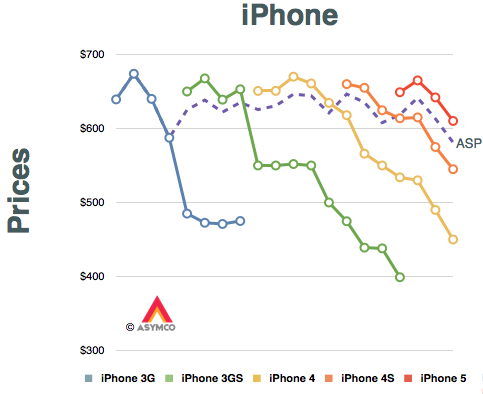 iPhone
Prices
$700
$600
$500
$400
$300
ASP
© ASYMCO
iPhone 3G iPhone 3GS iPhone 4 iPhone 4S iPhone 5